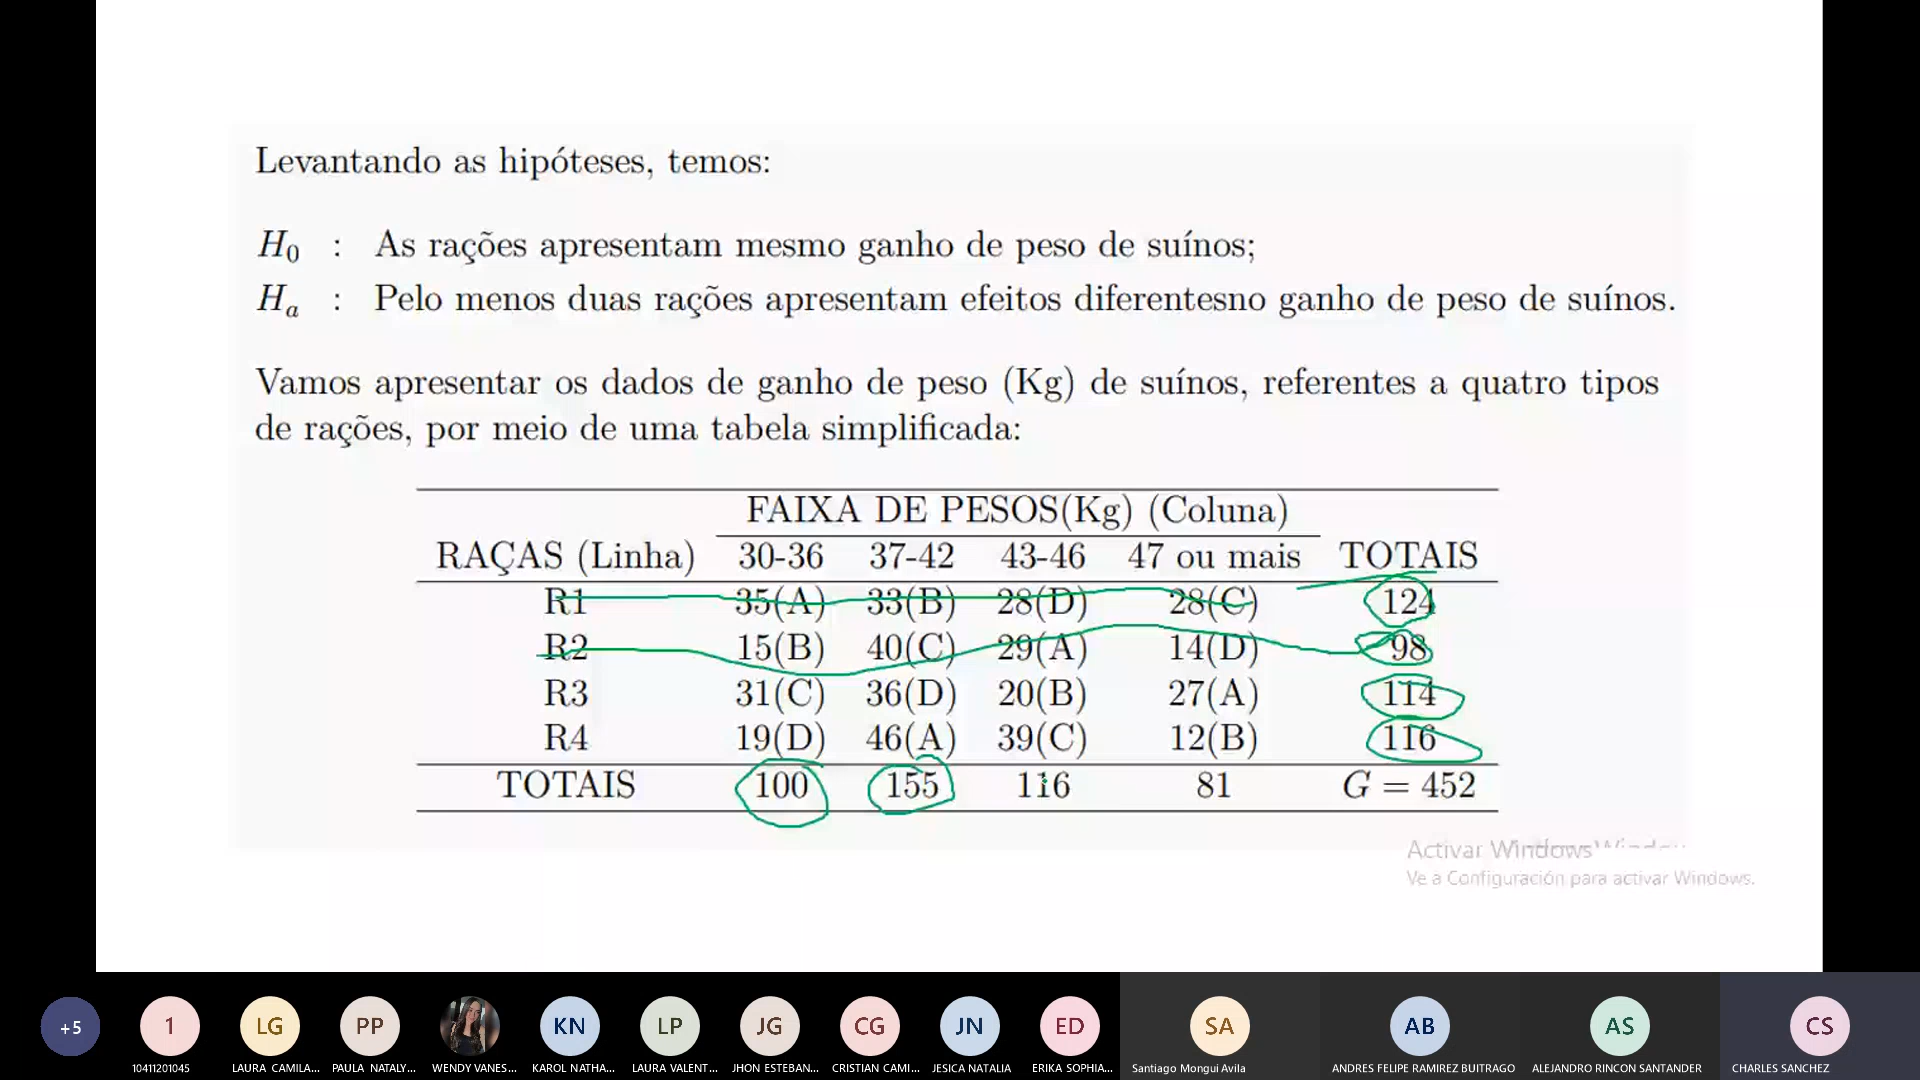 Levantando as hipóteses, temos:
H0 : As rações apresentam mesmo ganho de peso de suínos;
Ha : Pelo menos duas rações apresentam efeitos diferentesno ganho de peso de suínos.
Vamos apresentar os dados de ganho de peso (Kg) de suínos, referentes a quatro tipos
de rações, por meio de uma tabela simplificada:
FAIXA DE PESOS(Kg) (Coluna)
RAÇAS (Linha) 30-36 37-42 43-46 47 ou mais TOTAIS
R1 35(A) 33(B) 28(D) 28(C) 124
R2 15(B) 40(C) 29(A) 14(D) 98
R3 31(C) 36(D) 20(B) 27(A) 114
R4 19(D) 46(A) 39(C) 12(B) 116
TOTAIS 100 155 116 81 G = 452
Activar Windows
Ve a Configuración para activar Windows.
+5 1 LG PP KN LP JG CG JN ED SA AB AS CS
10411201045 LAURA CAMILA... PAULA NATALY... WENDY VANES... KAROL NATHA... LAURA VALENT... JHON ESTEBAN... CRISTIAN CAMI... JESICA NATALIA ERIKA SOPHIA... Santiago Mongui Avila ANDRES FELIPE RAMIREZ BUITRAGO ALEJANDRO RINCON SANTANDER CHARLES SANCHEZ